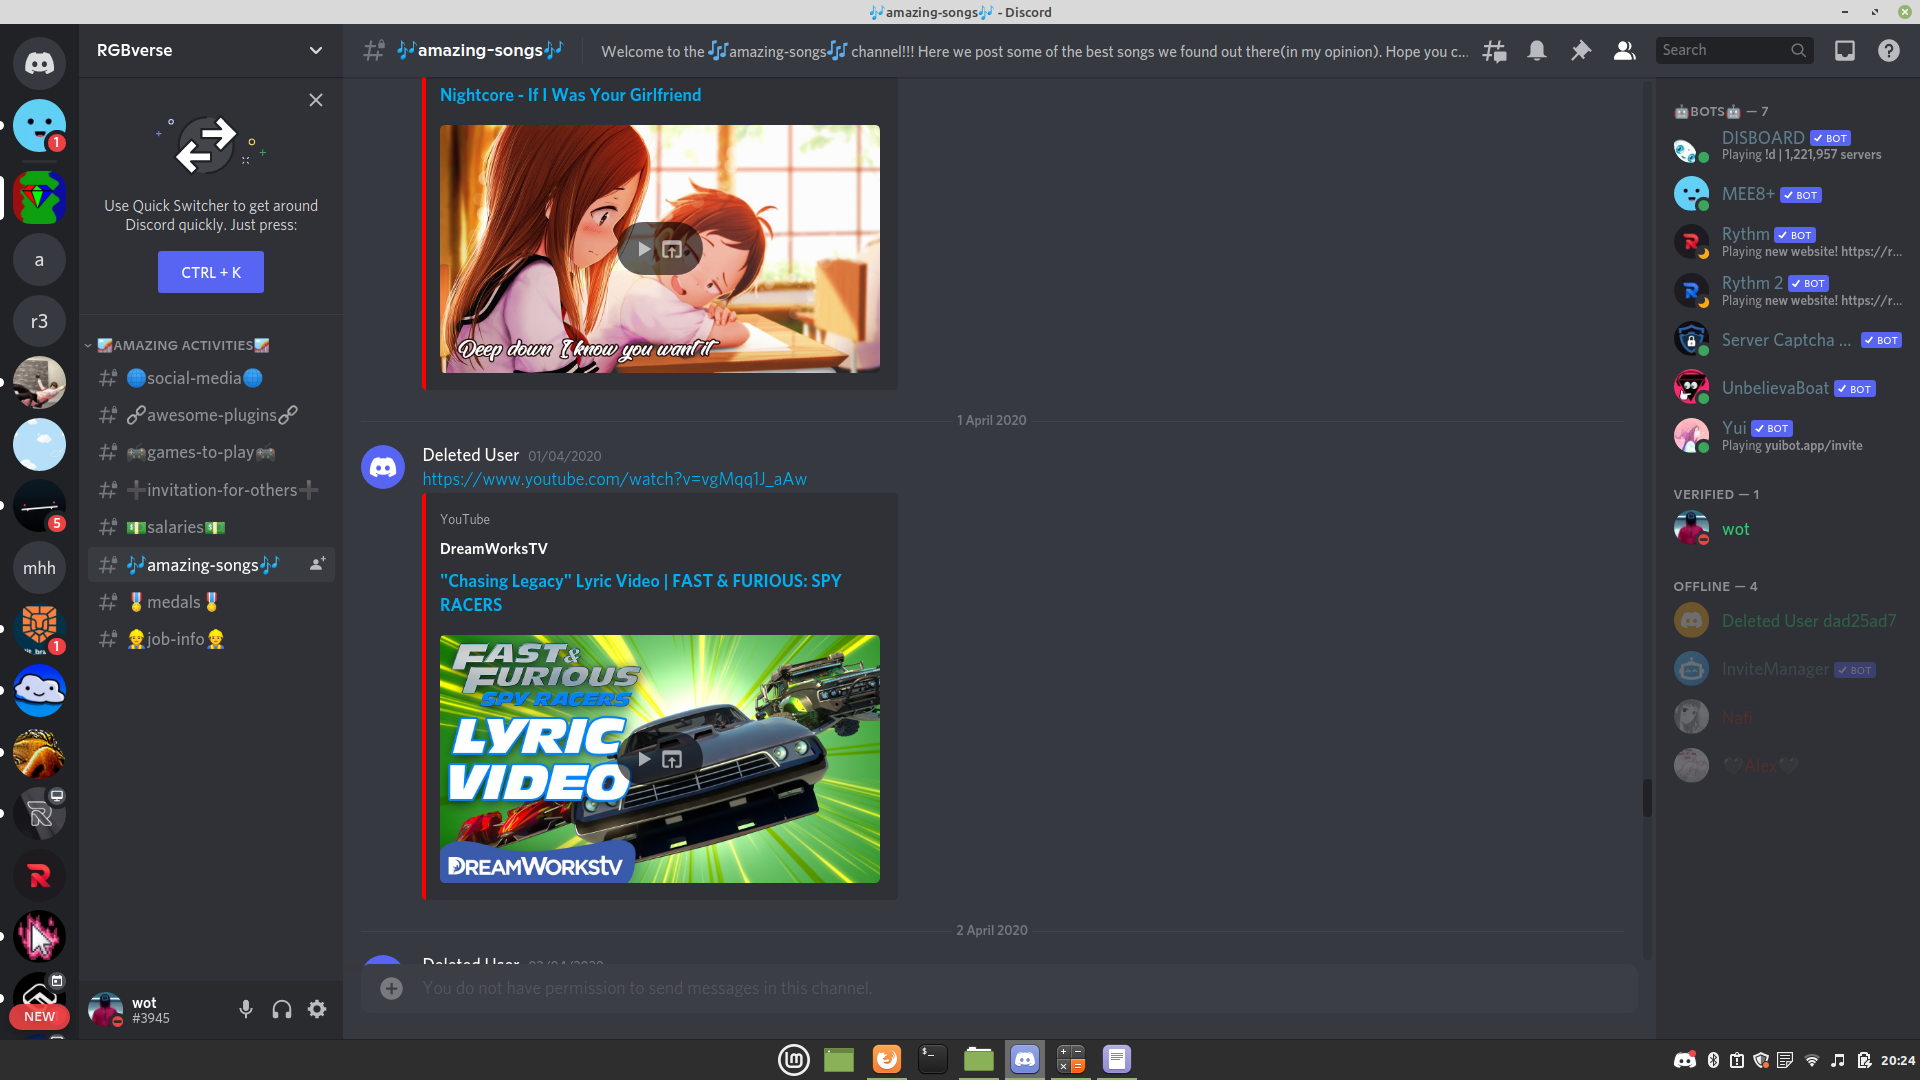 🎶amazing-songs🎶 - Discord
RGBverse
🎶amazing-songs🎶
Welcome to the 🎶amazing-songs🎶 channel!!! Here we post some of the best songs we found out there(in my opinion). Hope you c...
Search
1
a
r3
5
mhh
1
NEW
Use Quick Switcher to get around
Discord quickly. Just press:
CTRL + K
AMAZING ACTIVITIES
🌐social-media🌐
🔗awesome-plugins🔗
🎮games-to-play🎮
➕invitation-for-others➕
💵salaries💵
🎶amazing-songs🎶
🏅medals🏅
👷job-info👷
wot
#3945
Nightcore - If I Was Your Girlfriend
Deep down I know you want it
1 April 2020
Deleted User 01/04/2020
https://www.youtube.com/watch?v=vgMqq1J_aAw
YouTube
DreamWorksTV
"Chasing Legacy" Lyric Video | FAST & FURIOUS: SPY
RACERS
FAST &
FURIOUS
SPY RACERS
LYRIC
VIDEO
DREAMWORKStv
2 April 2020
Deleted User 02/04/2020
You do not have permission to send messages in this channel.
🤖BOTS🤖 — 7
DISBOARD ✓ BOT
Playing !d | 1,221,957 servers
MEE8+ ✓ BOT
Rythm ✓ BOT
Playing new website! https://r...
Rythm 2 ✓ BOT
Playing new website! https://r...
Server Captcha ... ✓ BOT
UnbelievaBoat ✓ BOT
Yui ✓ BOT
Playing yuibot.app/invite
VERIFIED — 1
wot
OFFLINE — 4
Deleted User dad25ad7
InviteManager ✓ BOT
Nafi
🖤Alex🖤
20:24